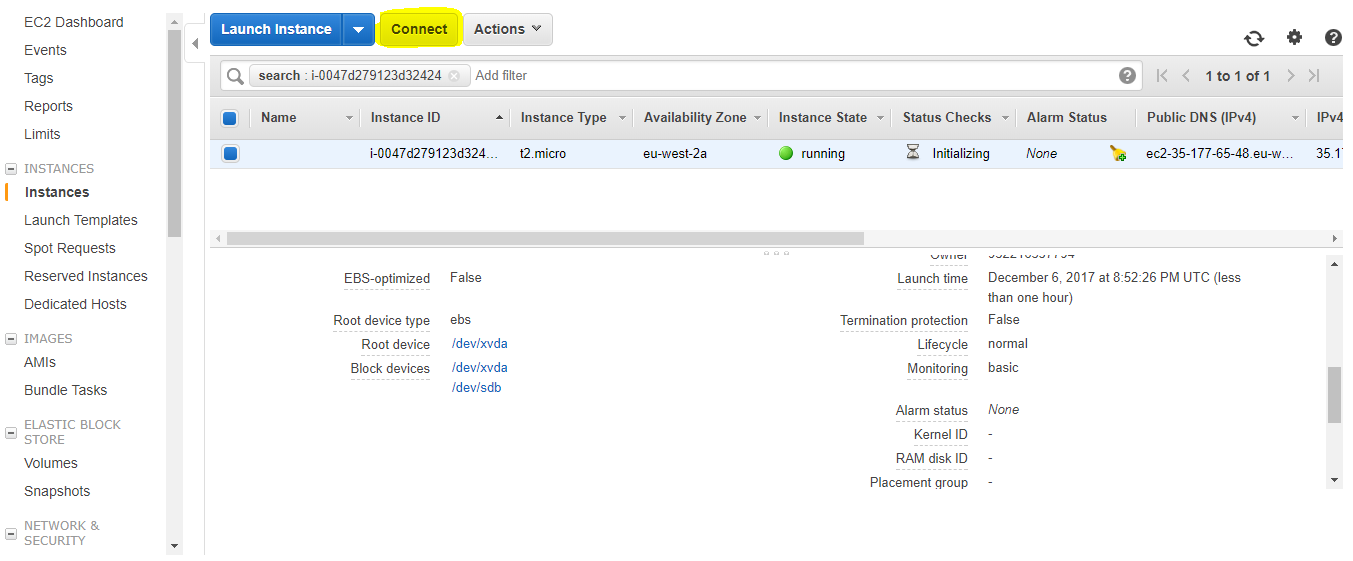 EC2 Dashboard
Events
Tags
Reports
Limits
INSTANCES
Instances
Launch Templates
Spot Requests
Reserved Instances
Dedicated Hosts
IMAGES
AMIs
Bundle Tasks
ELASTIC BLOCK
STORE
Volumes
Snapshots
NETWORK &
SECURITY
Launch Instance Connect Actions
search : i-0047d279123d32424 Add filter 1 to 1 of 1
Name Instance ID Instance Type Availability Zone Instance State Status Checks Alarm Status Public DNS (IPv4) IPv4
i-0047d279123d324... t2.micro eu-west-2a running Initializing None ec2-35-177-65-48.eu-w... 35.1
Owner
EBS-optimized False
Root device type ebs
Root device /dev/xvda
Block devices /dev/xvda
/dev/sdb
Launch time December 6, 2017 at 8:52:26 PM UTC (less
than one hour)
Termination protection False
Lifecycle normal
Monitoring basic
Alarm status None
Kernel ID -
RAM disk ID -
Placement group -